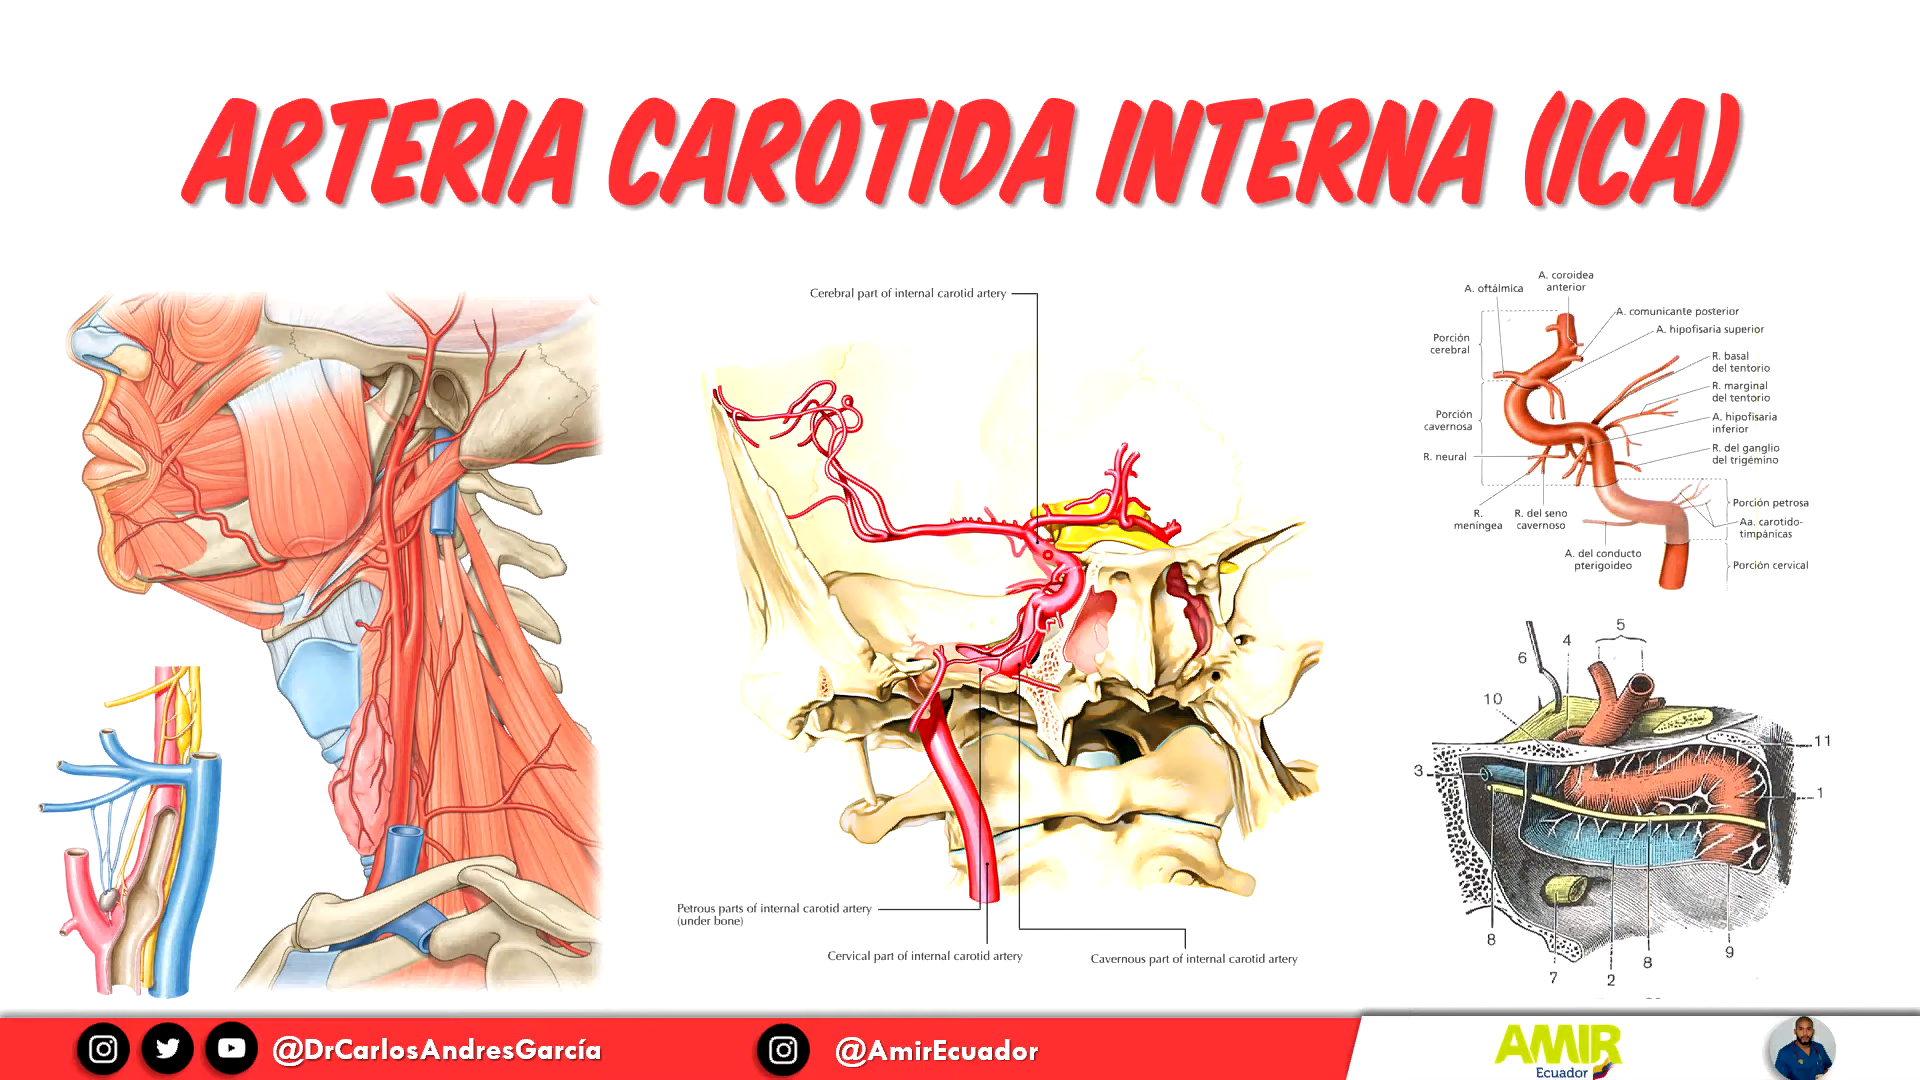 ARTERIA CAROTIDA INTERNA (ICA)
Cerebral part of internal carotid artery
Petrous parts of internal carotid artery
(under bone)
Cervical part of internal carotid artery
Cavernous part of internal carotid artery
A. coroidea
anterior
A. oftálmica
A. comunicante posterior
A. hipofisaria superior
Porción
cerebral
R. basal
del tentorio
R. marginal
del tentorio
Porción
cavernosa
A. hipofisaria
inferior
R. neural
R. del ganglio
del trigémino
R.
meníngea
R. del seno
cavernoso
Porción petrosa
Aa. carotido-
timpánicas
A. del conducto
pterigoideo
Porción cervical
5
4
6
10
11
3
1
8
7
2
8
9
@DrCarlosAndresGarcía
@AmirEcuador
AMIR
Ecuador